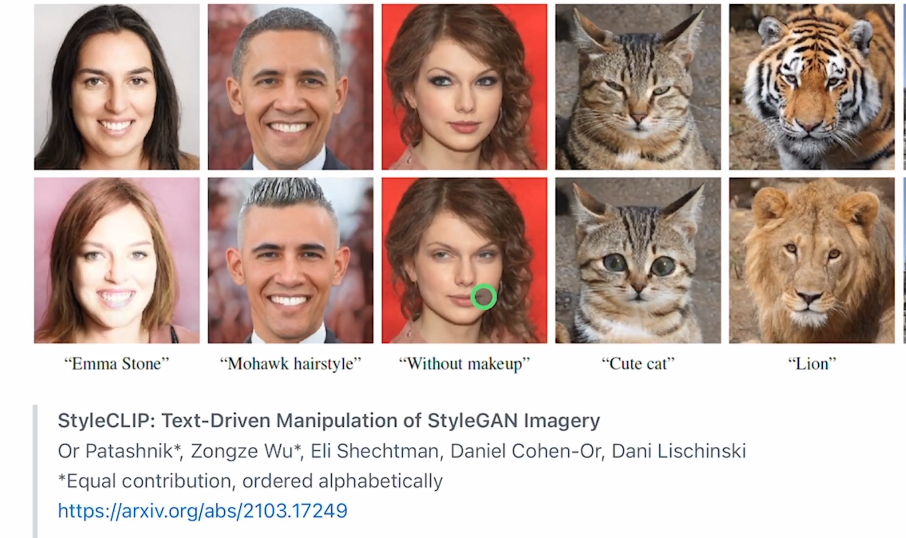 “Emma Stone” “Mohawk hairstyle” “Without makeup” “Cute cat” “Lion”
StyleCLIP: Text-Driven Manipulation of StyleGAN Imagery
Or Patashnik*, Zongze Wu*, Eli Shechtman, Daniel Cohen-Or, Dani Lischinski
*Equal contribution, ordered alphabetically
https://arxiv.org/abs/2103.17249